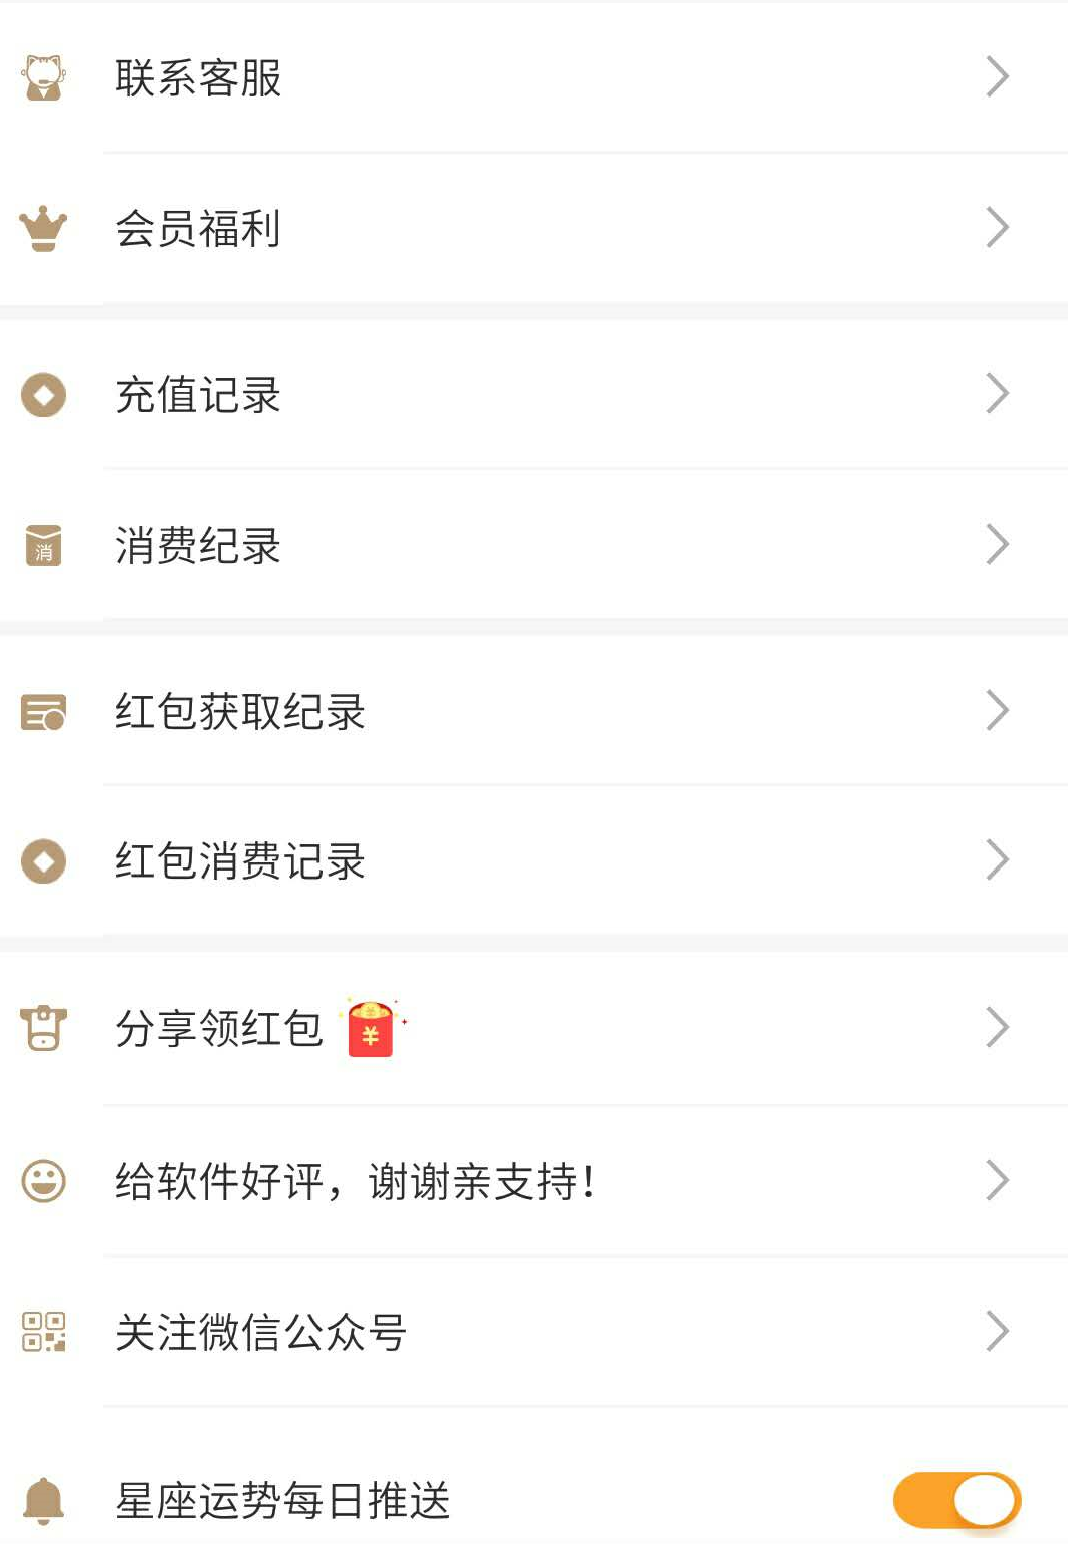 联系客服
会员福利
充值记录
消费纪录
消
红包获取纪录
红包消费记录
分享领红包 ¥
给软件好评，谢谢亲支持！
关注微信公众号
星座运势每日推送